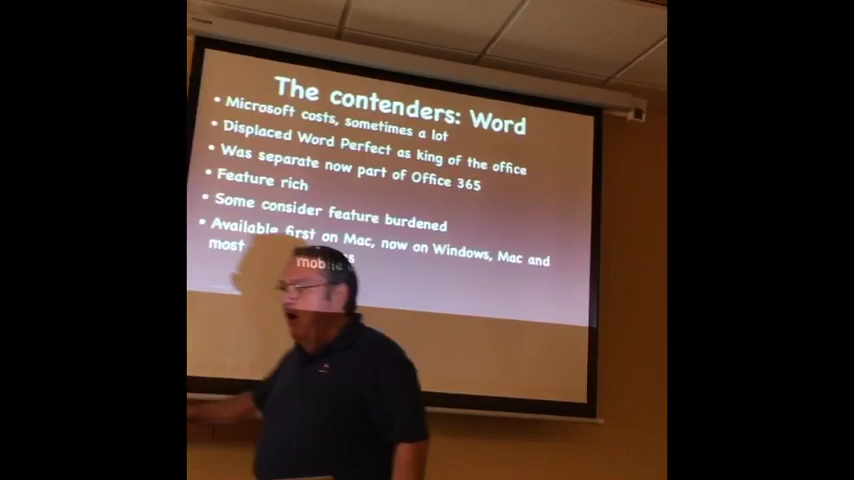 The contenders: Word
• Microsoft costs, sometimes a lot
• Displaced Word Perfect as king of the office
• Was separate now part of Office 365
• Feature rich
• Some consider feature burdened
• Available first on Mac, now on Windows, Mac and
most mobile